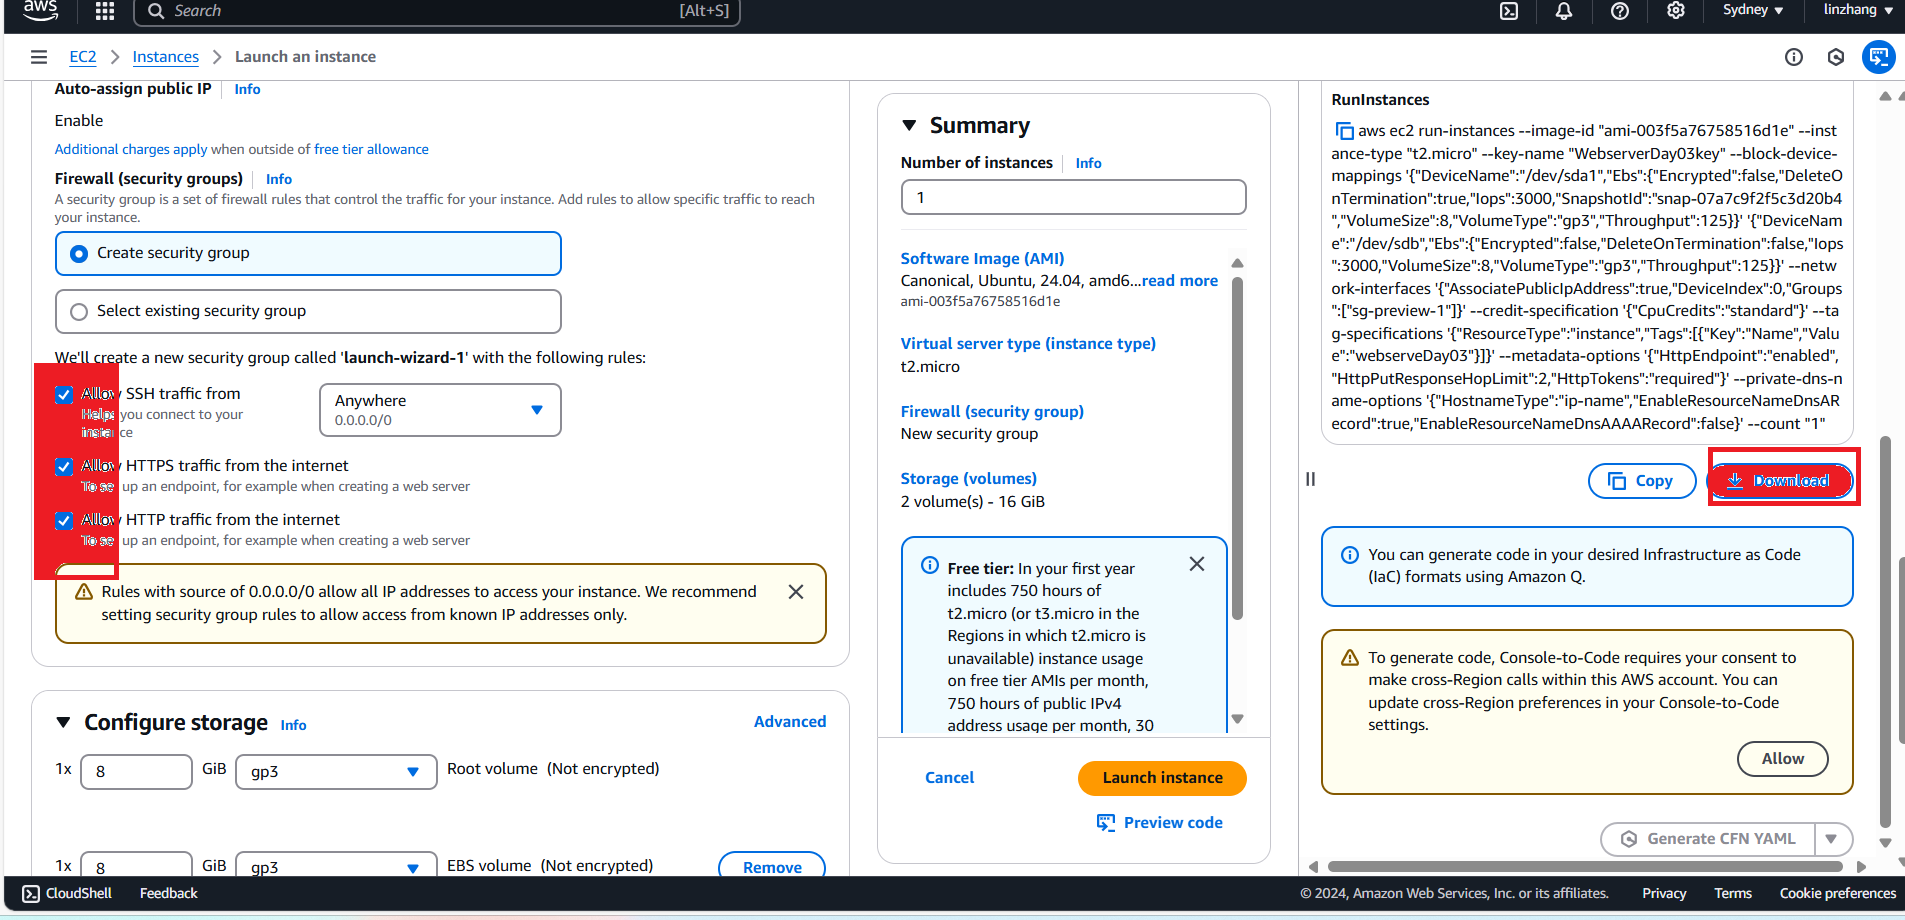 aws
Search
[Alt+S]
Sydney
linzhang
EC2
Instances
Launch an instance
Auto-assign public IP
Info
Enable
Additional charges apply when outside of free tier allowance
Firewall (security groups)
Info
A security group is a set of firewall rules that control the traffic for your instance. Add rules to allow specific traffic to reach
your instance.
Create security group
Select existing security group
We'll create a new security group called 'launch-wizard-1' with the following rules:
Allow SSH traffic from
Helps you connect to your
instance
Anywhere
0.0.0.0/0
Allow HTTPS traffic from the internet
To set up an endpoint, for example when creating a web server
Allow HTTP traffic from the internet
To set up an endpoint, for example when creating a web server
Rules with source of 0.0.0.0/0 allow all IP addresses to access your instance. We recommend
setting security group rules to allow access from known IP addresses only.
Configure storage
Info
Advanced
1x
8
GiB
gp3
Root volume (Not encrypted)
1x
8
GiB
gp3
EBS volume (Not encrypted)
Remove
Summary
Number of instances
Info
1
Software Image (AMI)
Canonical, Ubuntu, 24.04, amd6...read more
ami-003f5a76758516d1e
Virtual server type (instance type)
t2.micro
Firewall (security group)
New security group
Storage (volumes)
2 volume(s) - 16 GiB
Free tier: In your first year
includes 750 hours of
t2.micro (or t3.micro in the
Regions in which t2.micro is
unavailable) instance usage
on free tier AMIs per month,
750 hours of public IPv4
address usage per month, 30
Cancel
Launch instance
Preview code
RunInstances
aws ec2 run-instances --image-id "ami-003f5a76758516d1e" --inst
ance-type "t2.micro" --key-name "WebserverDay03key" --block-device-
mappings '{"DeviceName":"/dev/sda1","Ebs":{"Encrypted":false,"DeleteO
nTermination":true,"Iops":3000,"SnapshotId":"snap-07a7c9f2f5c3d20b4
","VolumeSize":8,"VolumeType":"gp3","Throughput":125}}' '{"DeviceNam
e":"/dev/sdb","Ebs":{"Encrypted":false,"DeleteOnTermination":false,"Iops
":3000,"VolumeSize":8,"VolumeType":"gp3","Throughput":125}}' --netw
ork-interfaces '{"AssociatePublicIpAddress":true,"DeviceIndex":0,"Groups
":["sg-preview-1"]}' --credit-specification '{"CpuCredits":"standard"}' --ta
g-specifications '{"ResourceType":"instance","Tags":[{"Key":"Name","Valu
e":"webserveDay03"}]}' --metadata-options '{"HttpEndpoint":"enabled",
"HttpPutResponseHopLimit":2,"HttpTokens":"required"}' --private-dns-n
ame-options '{"HostnameType":"ip-name","EnableResourceNameDnsAR
ecord":true,"EnableResourceNameDnsAAAARecord":false}' --count "1"
Copy
Download
You can generate code in your desired Infrastructure as Code
(IaC) formats using Amazon Q.
To generate code, Console-to-Code requires your consent to
make cross-Region calls within this AWS account. You can
update cross-Region preferences in your Console-to-Code
settings.
Allow
Generate CFN YAML
CloudShell
Feedback
© 2024, Amazon Web Services, Inc. or its affiliates.
Privacy
Terms
Cookie preferences